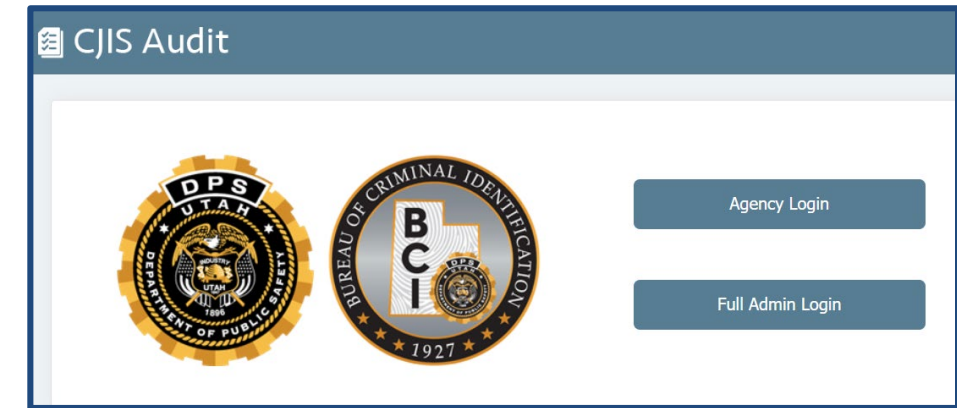 CJIS Audit
DPS
UTAH
INDUSTRY
UTAH
1896
DEPARTMENT OF PUBLIC SAFETY
BUREAU OF CRIMINAL IDENTIFICATION
B
C
I
DPS
1927
Agency Login
Full Admin Login